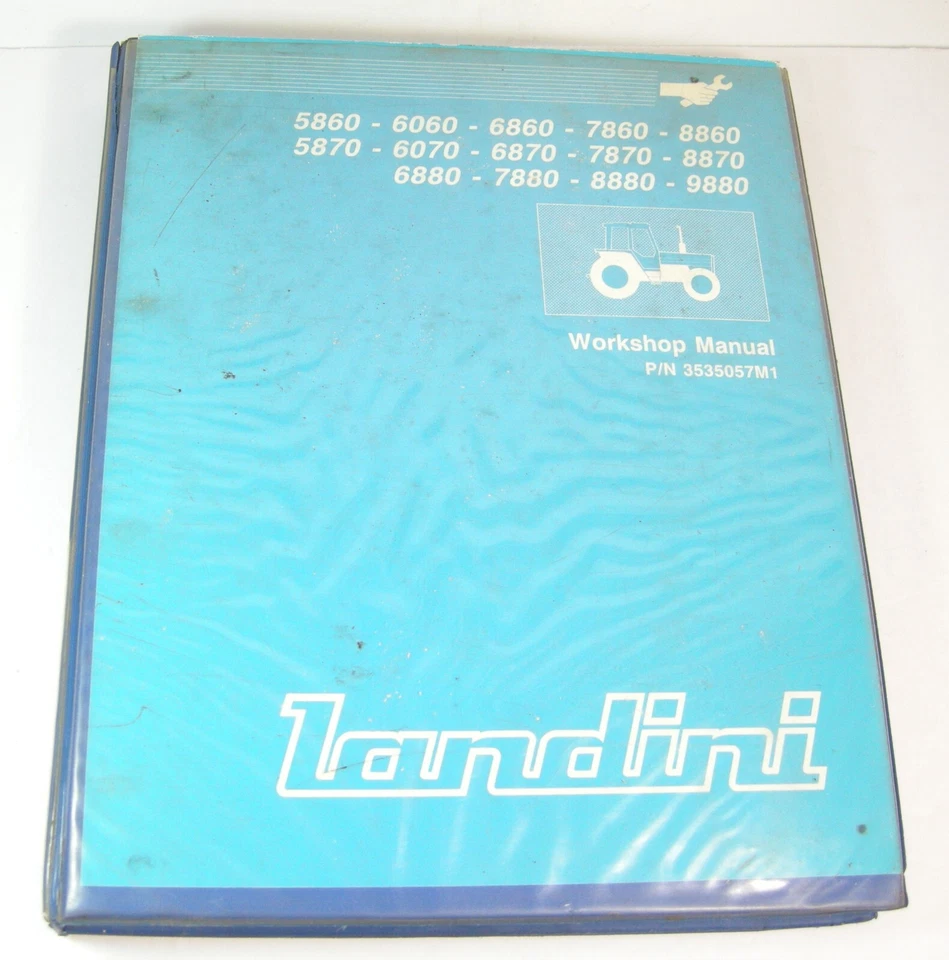 5860 - 6060 - 6860 - 7860 - 8860
5870 - 6070 - 6870 - 7870 - 8870
6880 - 7880 - 8880 - 9880
Workshop Manual
P/N 3535057M1
Landini